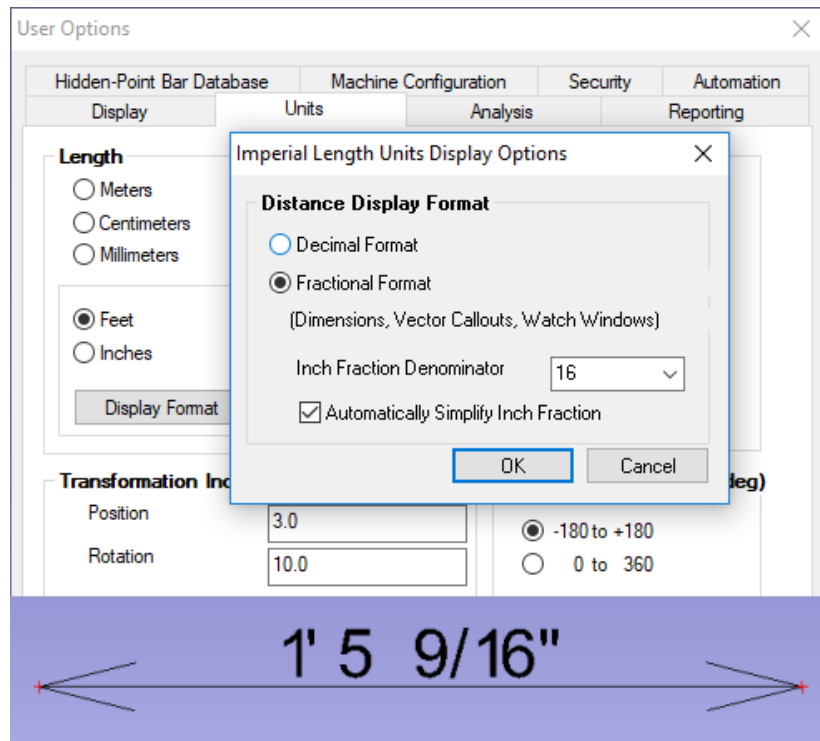 User Options
Hidden-Point Bar Database Machine Configuration Security Automation
Display Units Analysis Reporting
Imperial Length Units Display Options
Length
Meters
Centimeters
Millimeters
Feet
Inches
Display Format
Distance Display Format
Decimal Format
Fractional Format
(Dimensions, Vector Callouts, Watch Windows)
Inch Fraction Denominator 16
Automatically Simplify Inch Fraction
OK Cancel
Transformation
Position 3.0
Rotation 10.0
deg)
-180 to +180
0 to 360
1' 5 9/16"